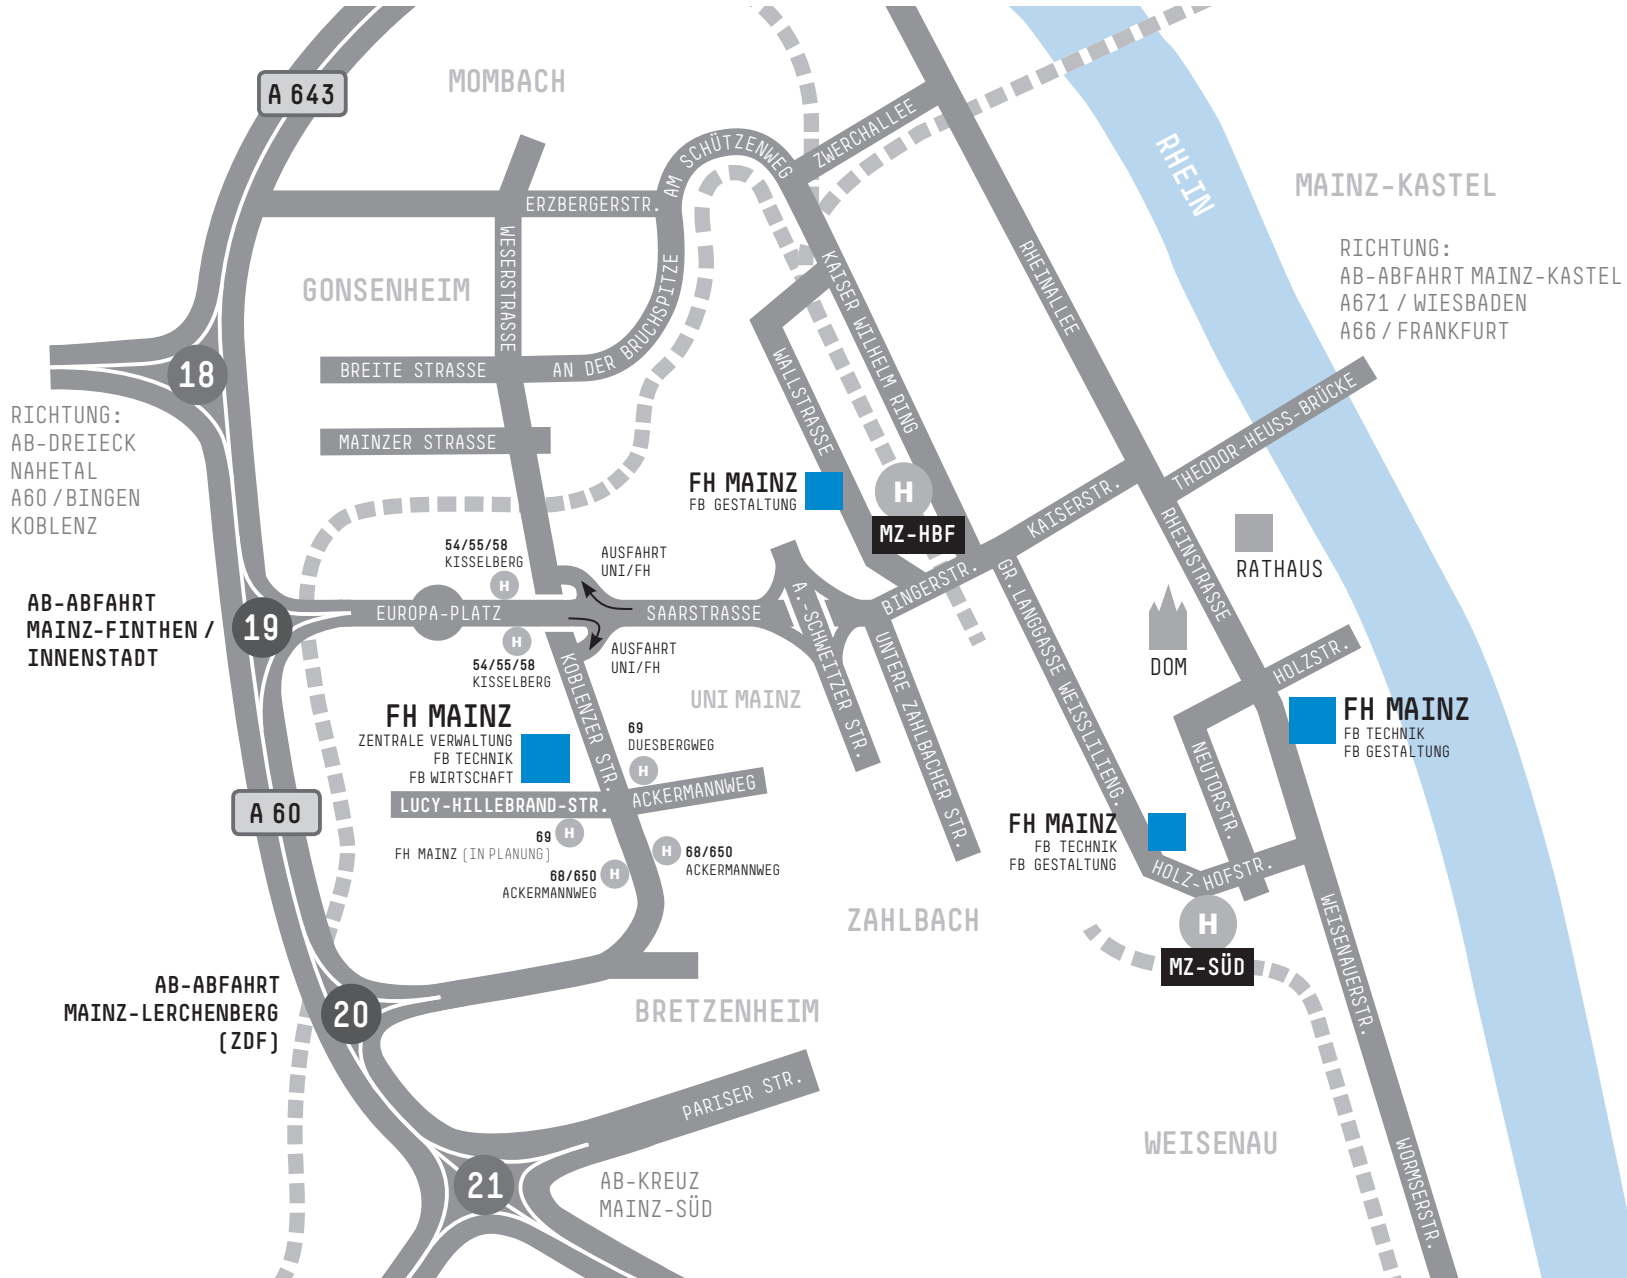 A 643
MOMBACH
ZWERCHALLEE
AM SCHÜTZENWEG
RHEIN
MAINZ-KASTEL
ERZBERGERSTR.
WESERSTRASSE
RICHTUNG:
AB-ABFAHRT MAINZ-KASTEL
A671 / WIESBADEN
A66 / FRANKFURT
GONSENHEIM
KAISER WILHELM RING
RHEINALLEE
18
BREITE STRASSE
AN DER BRUCHSPITZE
WALLSTRASSE
THEODOR-HEUSS-BRÜCKE
RICHTUNG:
AB-DREIECK
NAHETAL
A60 / BINGEN
KOBLENZ
MAINZER STRASSE
FH MAINZ
FB GESTALTUNG
H
MZ-HBF
KAISERSTR.
RHEINSTRASSE
RATHAUS
54/55/58
KISSELBERG
H
AUSFAHRT
UNI/FH
BINGERSTR.
GR. LANGGASSE WEISSLILIENG.
AB-ABFAHRT
MAINZ-FINTHEN /
INNENSTADT
19
EUROPA-PLATZ
SAARSTRASSE
A.-SCHWEITZER STR.
UNTERE ZAHLBACHER STR.
H
54/55/58
KISSELBERG
AUSFAHRT
UNI/FH
KOBLENZER STR.
DOM
HOLZSTR.
UNI MAINZ
FH MAINZ
ZENTRALE VERWALTUNG
FB TECHNIK
FB WIRTSCHAFT
69
DUESBERGWEG
H
FH MAINZ
FB TECHNIK
FB GESTALTUNG
NEUTORSTR.
A 60
LUCY-HILLEBRAND-STR.
ACKERMANNWEG
69
H
FH MAINZ (IN PLANUNG)
H
68/650
ACKERMANNWEG
68/650
H
ACKERMANNWEG
FH MAINZ
FB TECHNIK
FB GESTALTUNG
HOLZ-HOFSTR.
ZAHLBACH
H
MZ-SÜD
WEISENAUERSTR.
AB-ABFAHRT
MAINZ-LERCHENBERG
(ZDF)
20
BRETZENHEIM
PARISER STR.
WEISENAU
WORMSERSTR.
21
AB-KREUZ
MAINZ-SÜD